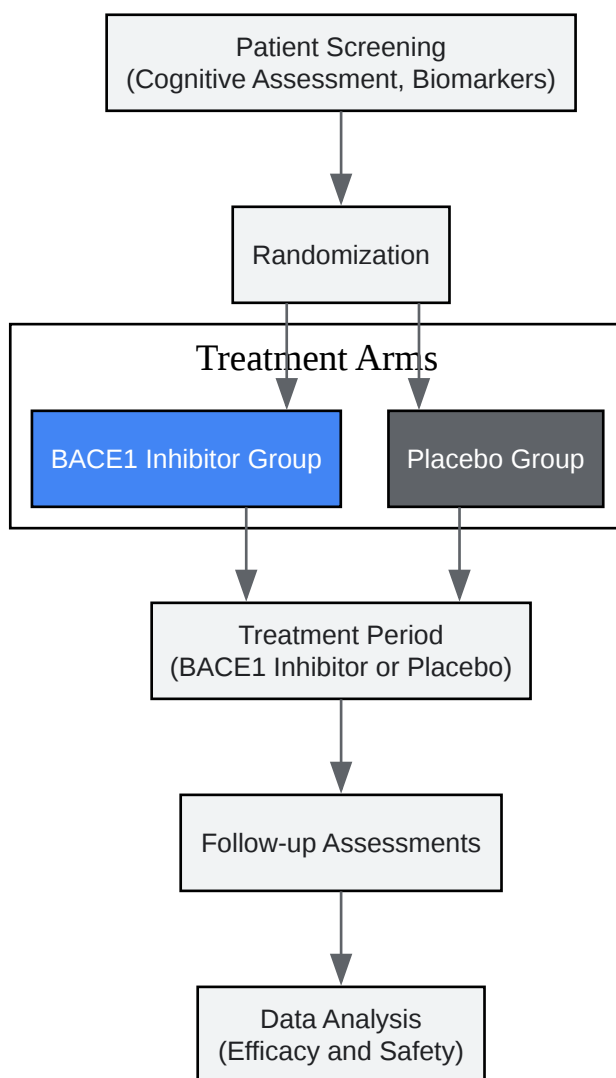 Patient Screening
(Cognitive Assessment, Biomarkers)
Randomization
Treatment Arms
BACE1 Inhibitor Group
Placebo Group
Treatment Period
(BACE1 Inhibitor or Placebo)
Follow-up Assessments
Data Analysis
(Efficacy and Safety)